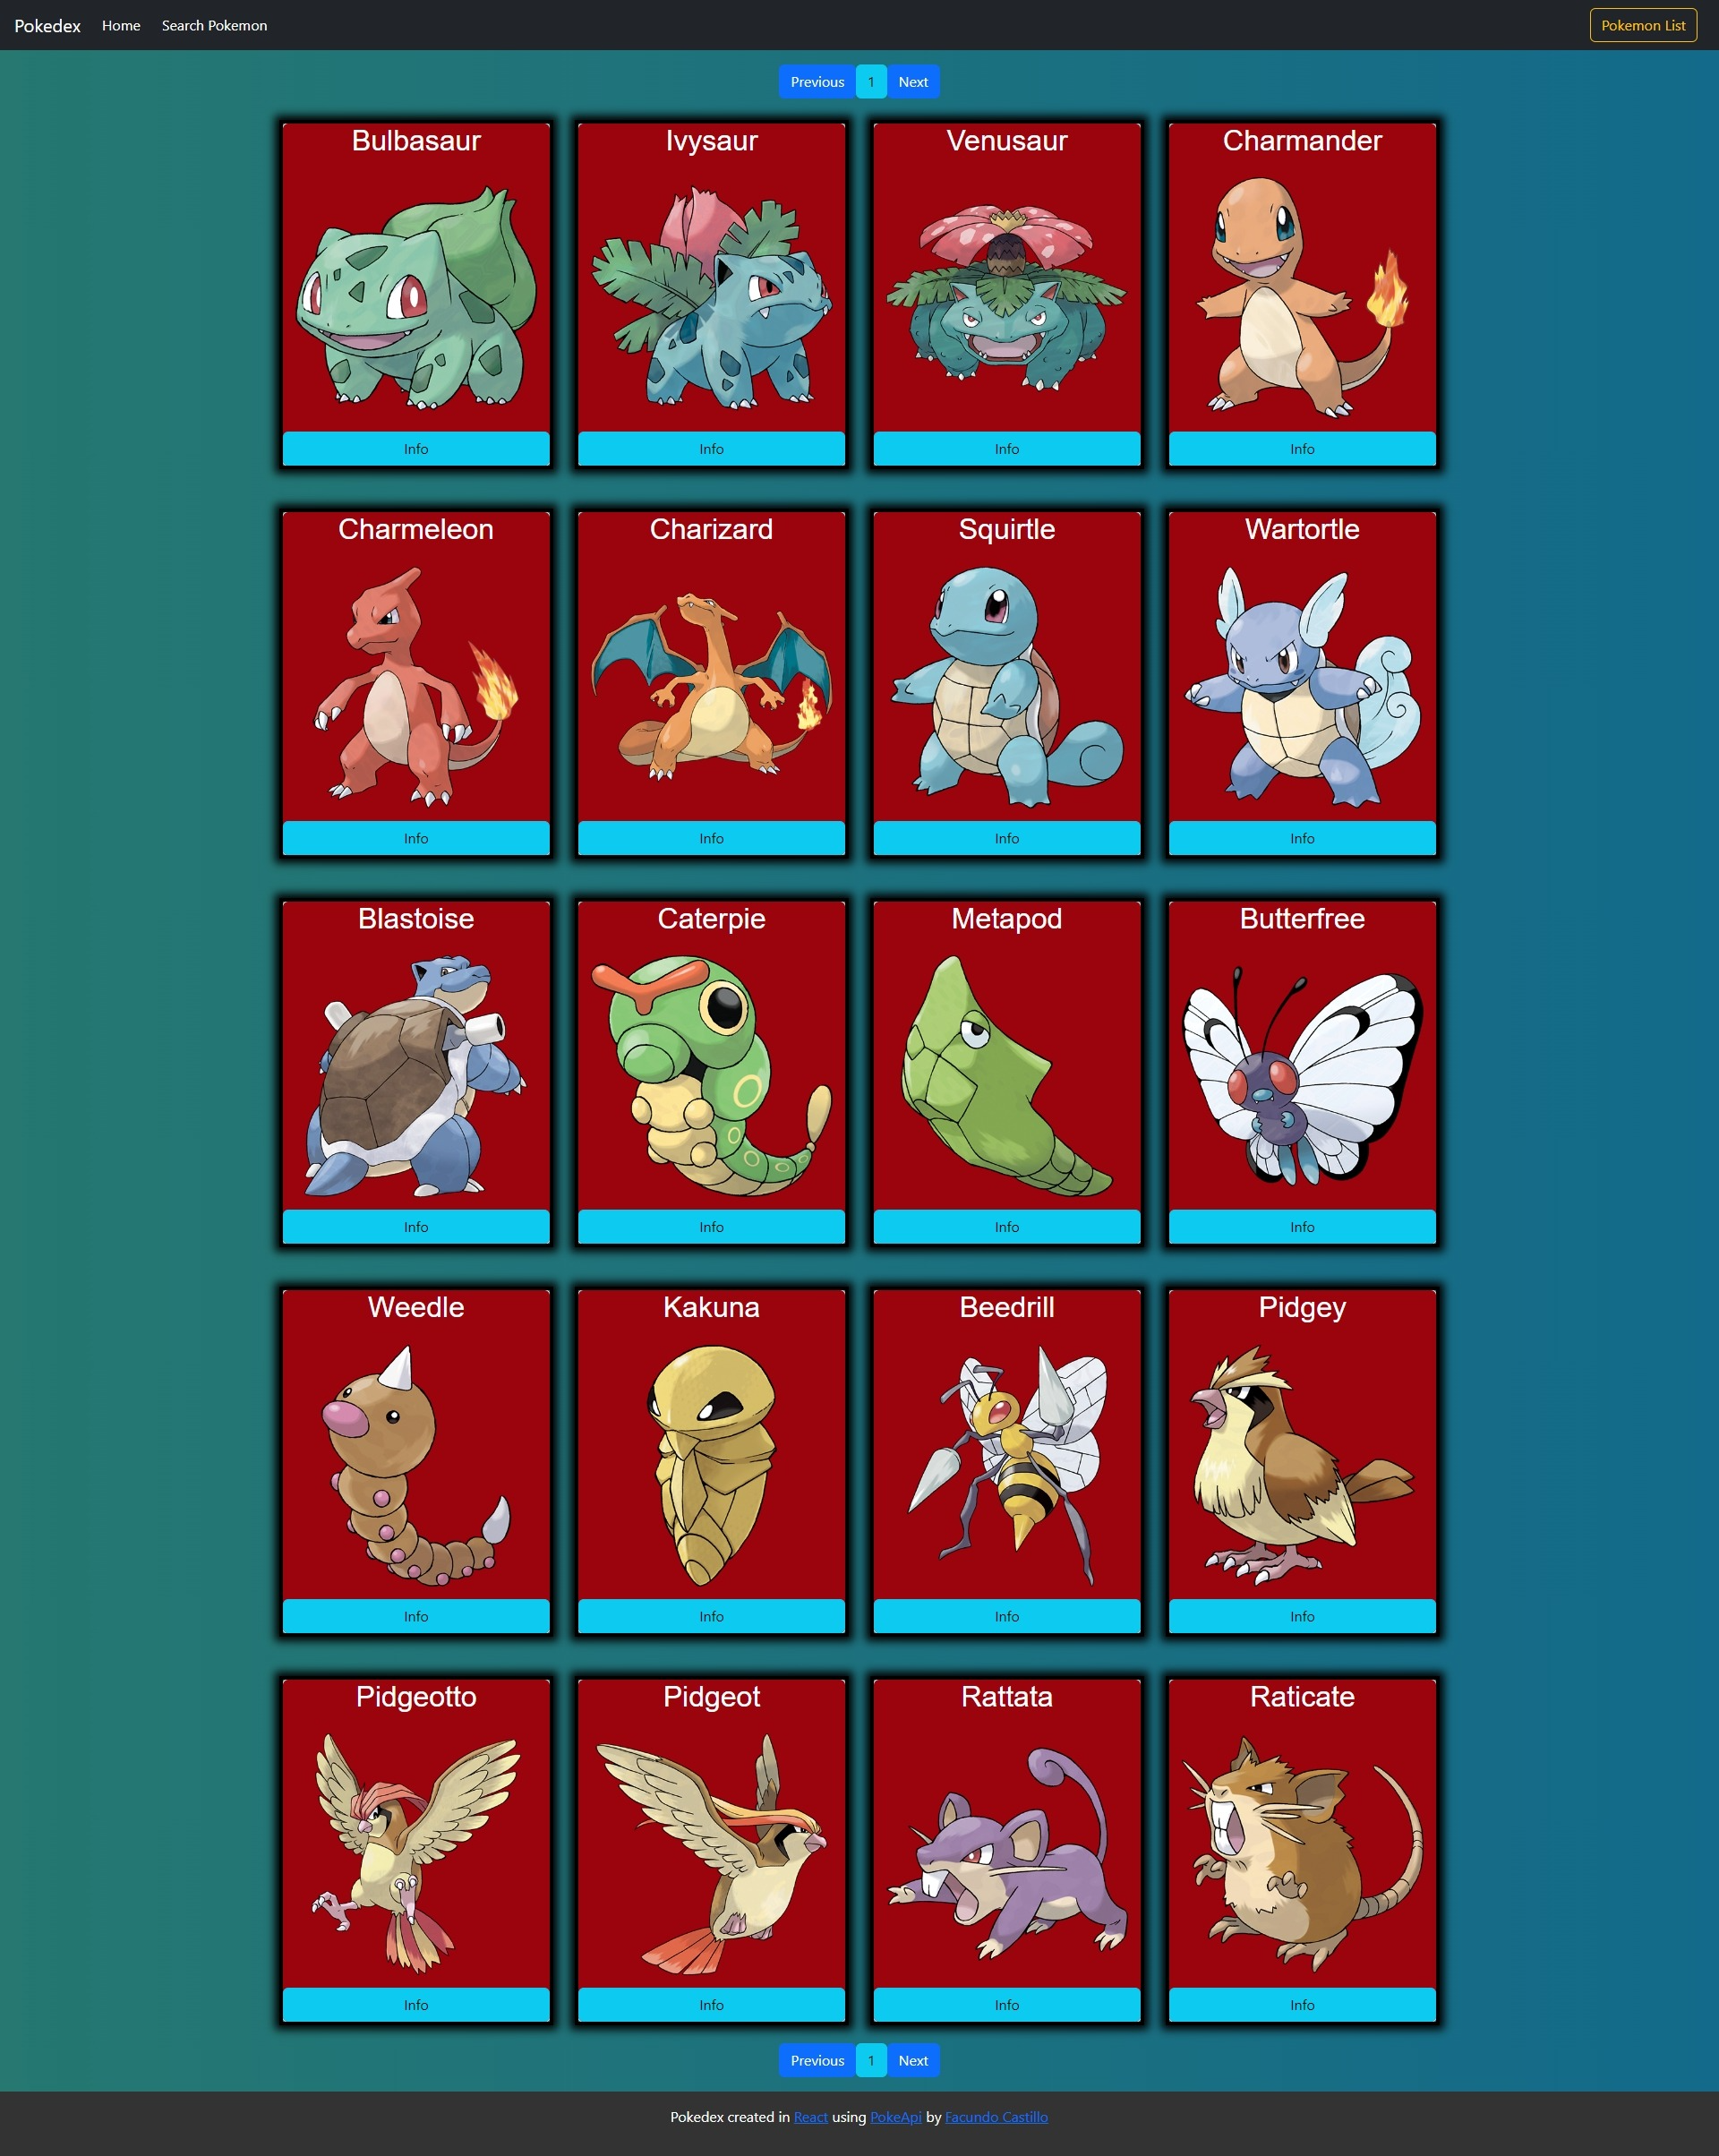 Pokedex Home Search Pokemon Pokemon List
Previous 1 Next
Bulbasaur Ivysaur Venusaur Charmander
Info Info Info Info
Charmeleon Charizard Squirtle Wartortle
Info Info Info Info
Blastoise Caterpie Metapod Butterfree
Info Info Info Info
Weedle Kakuna Beedrill Pidgey
Info Info Info Info
Pidgeotto Pidgeot Rattata Raticate
Info Info Info Info
Previous 1 Next
Pokedex created in React using PokeApi by Facundo Castillo